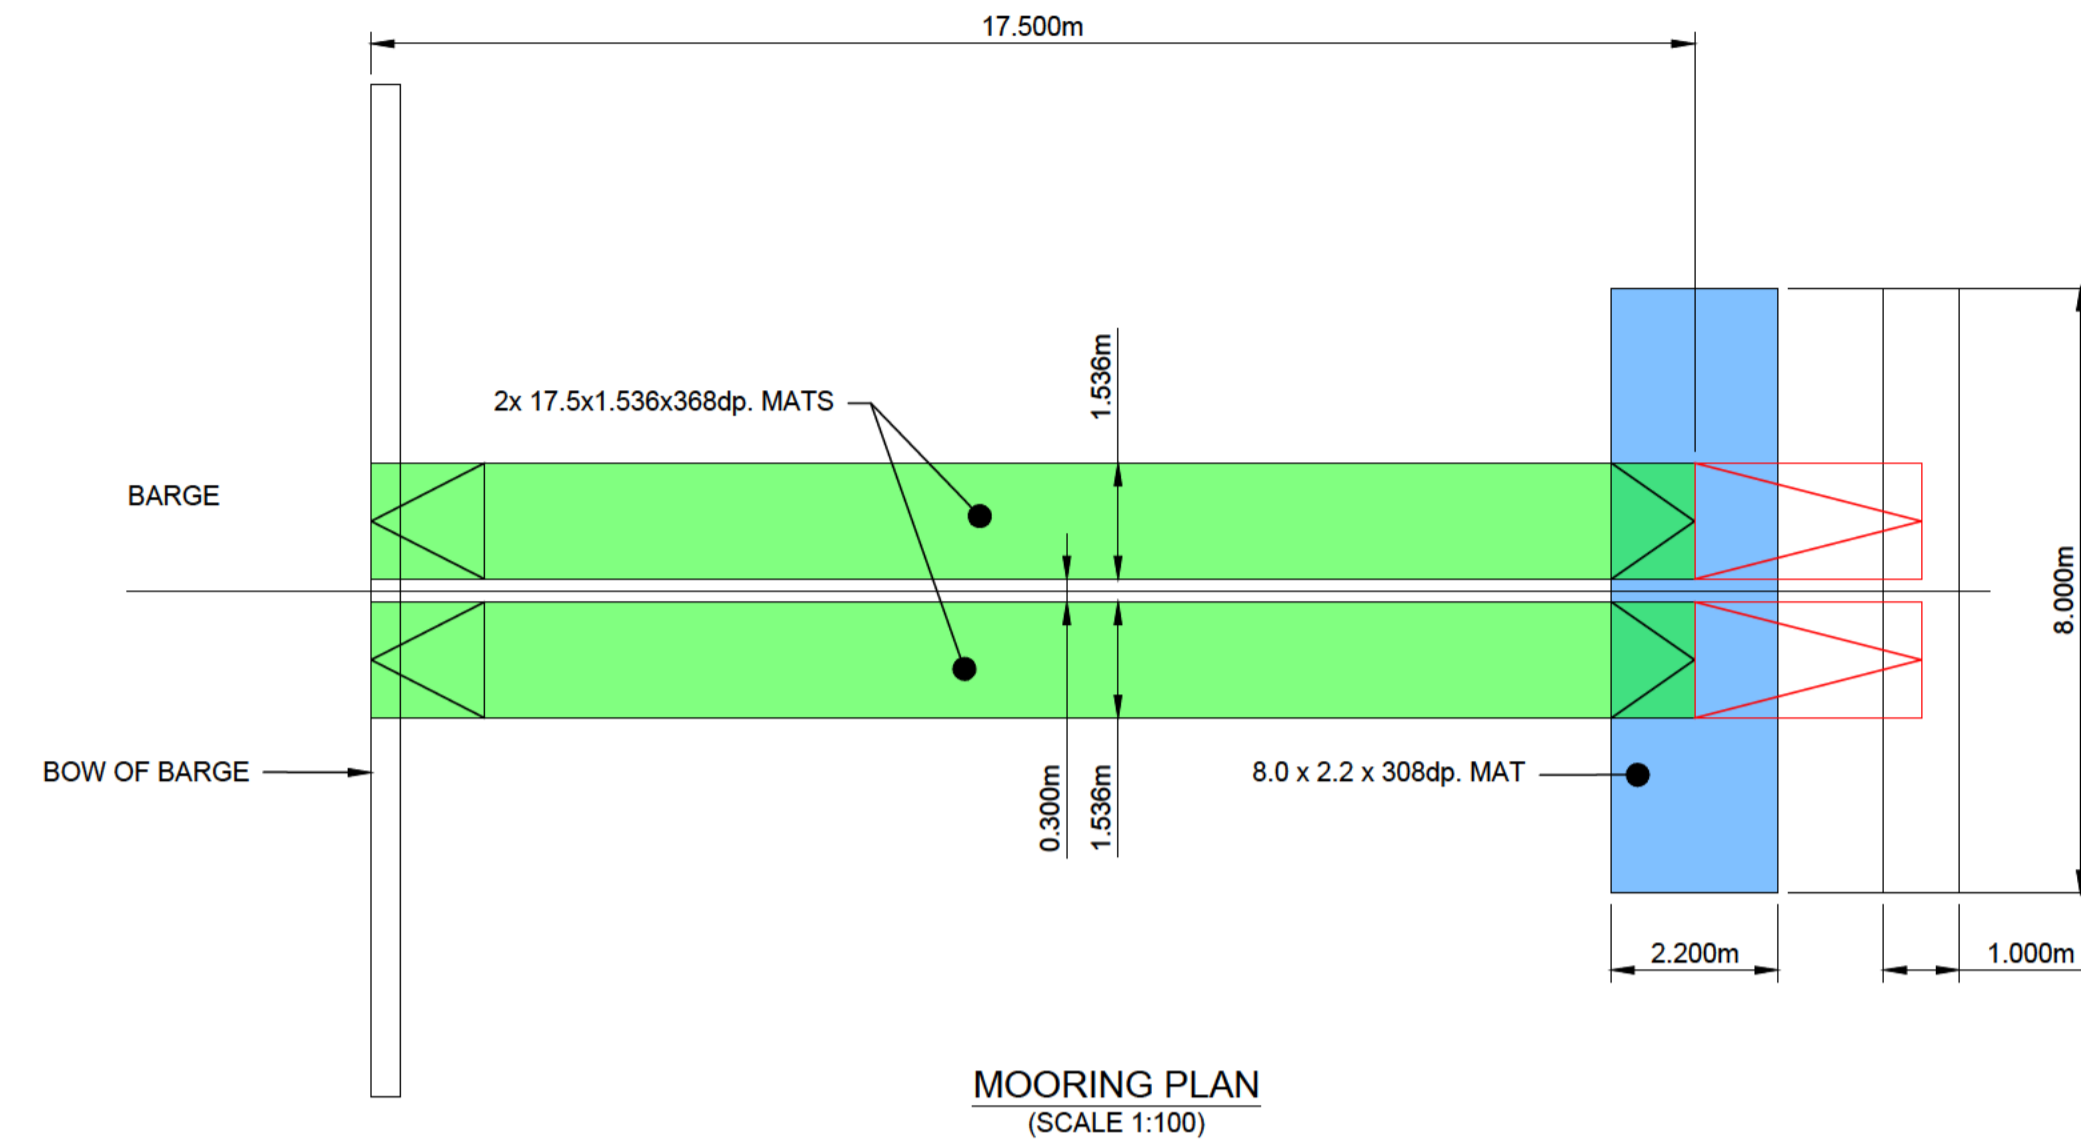 17.500m
1.536m
2x 17.5x1.536x368dp. MATS
BARGE
8.000m
BOW OF BARGE
8.0 x 2.2 x 308dp. MAT
0.300m
1.536m
2.200m
1.000m
MOORING PLAN
(SCALE 1:100)